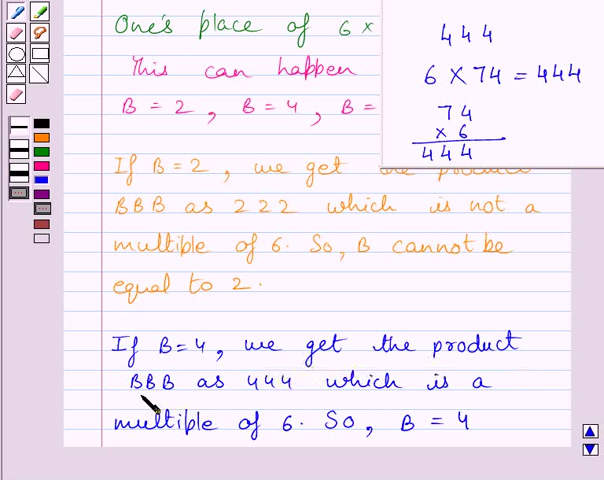 One's place of 6 ×
This can happen
B = 2 , B = 4 , B =
444
6 × 74 = 444
74
× 6
444
If B = 2 , we get the product
BBB as 222 which is not a
multiple of 6. So, B cannot be
equal to 2.
If B = 4, we get the product
BBB as 444 which is a
multiple of 6. So, B = 4